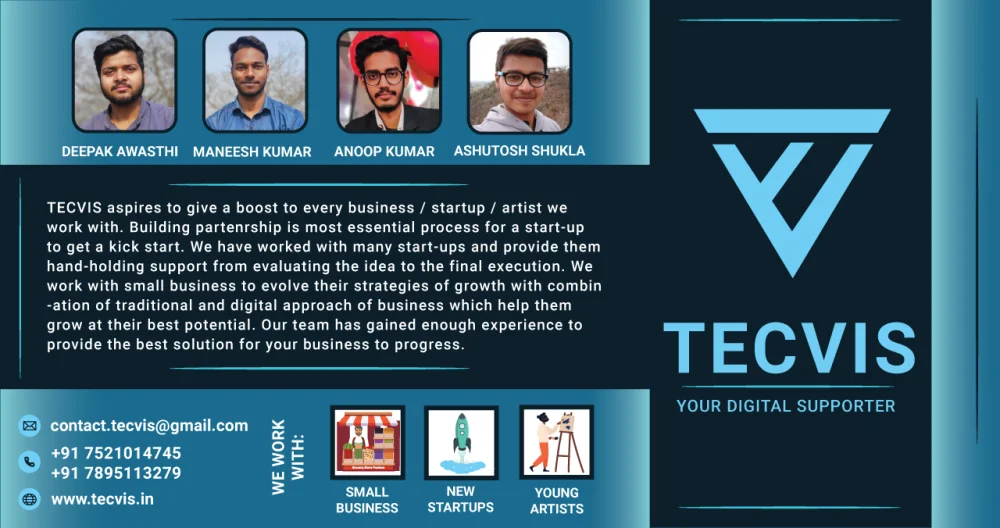 DEEPAK AWASTHI
MANEESH KUMAR
ANOOP KUMAR
ASHUTOSH SHUKLA
TECVIS aspires to give a boost to every business / startup / artist we
work with. Building partenrship is most essential process for a start-up
to get a kick start. We have worked with many start-ups and provide them
hand-holding support from evaluating the idea to the final execution. We
work with small business to evolve their strategies of growth with combin
-ation of traditional and digital approach of business which help them
grow at their best potential. Our team has gained enough experience to
provide the best solution for your business to progress.
contact.tecvis@gmail.com
+91 7521014745
+91 7895113279
www.tecvis.in
WE WORK
WITH:
SMALL
BUSINESS
NEW
STARTUPS
YOUNG
ARTISTS
TECVIS
YOUR DIGITAL SUPPORTER